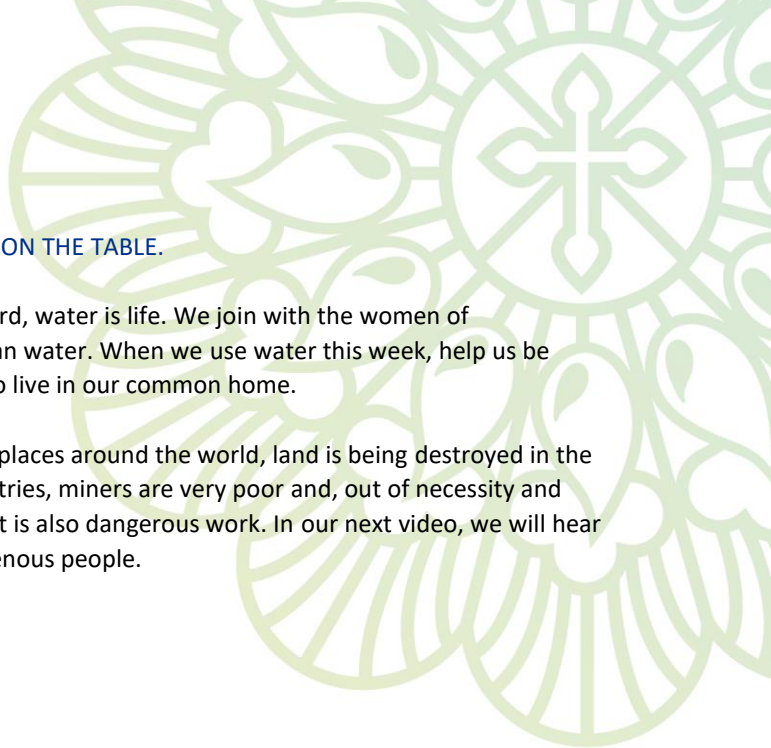 ON THE TABLE.
rd, water is life. We join with the women of
an water. When we use water this week, help us be
o live in our common home.
places around the world, land is being destroyed in the
tries, miners are very poor and, out of necessity and
t is also dangerous work. In our next video, we will hear
enous people.